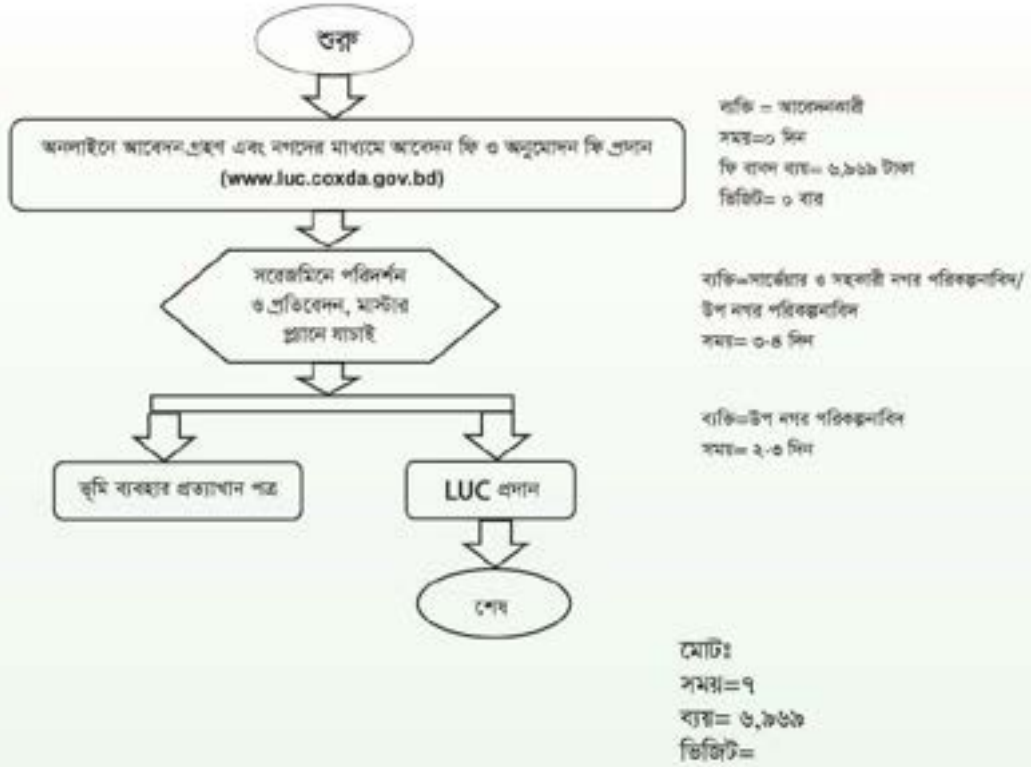 শুরু
অনলাইনে আবেদন গ্রহণ এবং নগদের মাধ্যমে আবেদন ফি ও অনুমোদন ফি প্রদান
(www.luc.coxda.gov.bd)
ব্যক্তি = আবেদনকারী
সময়=০ দিন
ফি বাবদ ব্যয়= ৬,৯৬৯ টাকা
ভিজিট= ০ বার
সরেজমিনে পরিদর্শন
ও প্রতিবেদন, মাস্টার
প্ল্যানে যাচাই
ব্যক্তি=সার্ভেয়ার ও সহকারী নগর পরিকল্পনাবিদ/
উপ নগর পরিকল্পনাবিদ
সময়= ৩-৪ দিন
ব্যক্তি=উপ নগর পরিকল্পনাবিদ
সময়= ২-৩ দিন
ভূমি ব্যবহার প্রত্যাখান পত্র
LUC প্রদান
শেষ
মোটঃ
সময়=৭
ব্যয়= ৬,৯৬৯
ভিজিট=